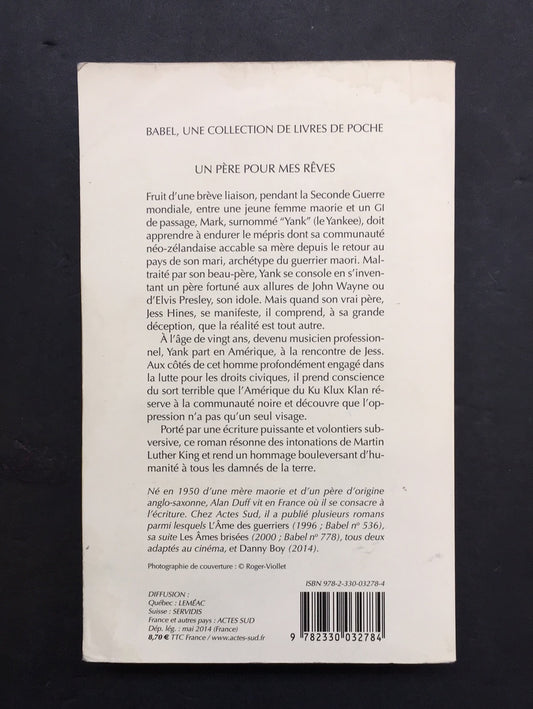 BABEL, UNE COLLECTION DE LIVRES DE POCHE
UN PÈRE POUR MES RÊVES
Fruit d'une brève liaison, pendant la Seconde Guerre
mondiale, entre une jeune femme maorie et un GI
de passage, Mark, surnommé “Yank” (le Yankee), doit
apprendre à endurer le mépris dont sa communauté
néo-zélandaise accable sa mère depuis le retour au
pays de son mari, archétype du guerrier maori. Mal-
traité par son beau-père, Yank se console en s'inven-
tant un père fortuné aux allures de John Wayne ou
d'Elvis Presley, son idole. Mais quand son vrai père,
Jess Hines, se manifeste, il comprend, à sa grande
déception, que la réalité est tout autre.
À l'âge de vingt ans, devenu musicien profession-
nel, Yank part en Amérique, à la rencontre de Jess.
Aux côtés de cet homme profondément engagé dans
la lutte pour les droits civiques, il prend conscience
du sort terrible que l'Amérique du Ku Klux Klan ré-
serve à la communauté noire et découvre que l'op-
pression n'a pas qu'un seul visage.
Porté par une écriture puissante et volontiers sub-
versive, ce roman résonne des intonations de Martin
Luther King et rend un hommage bouleversant d'hu-
manité à tous les damnés de la terre.
Né en 1950 d'une mère maorie et d'un père d'origine
anglo-saxonne, Alan Duff vit en France où il se consacre à
l'écriture. Chez Actes Sud, il a publié plusieurs romans
parmi lesquels L'Âme des guerriers (1996 ; Babel n° 536),
sa suite Les Âmes brisées (2000 ; Babel n° 778), tous deux
adaptés au cinéma, et Danny Boy (2014).
Photographie de couverture : © Roger-Viollet
ISBN 978-2-330-03278-4
DIFFUSION :
Québec : LEMÉAC
Suisse : SERVIDIS
France et autres pays : ACTES SUD
Dép. lég. : mai 2014 (France)
8,70 € TTC France / www.actes-sud.fr
9 782330 032784